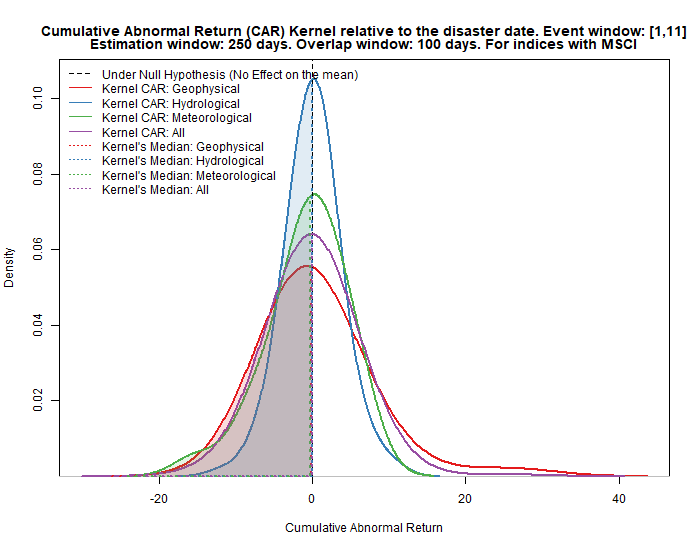 Cumulative Abnormal Return (CAR) Kernel relative to the disaster date. Event window: [1,11]
Estimation window: 250 days. Overlap window: 100 days. For indices with MSCI
Under Null Hypothesis (No Effect on the mean)
Kernel CAR: Geophysical
Kernel CAR: Hydrological
Kernel CAR: Meteorological
Kernel CAR: All
Kernel's Median: Geophysical
Kernel's Median: Hydrological
Kernel's Median: Meteorological
Kernel's Median: All
Density
0.10
0.08
0.06
0.04
0.02
-20
0
20
40
Cumulative Abnormal Return